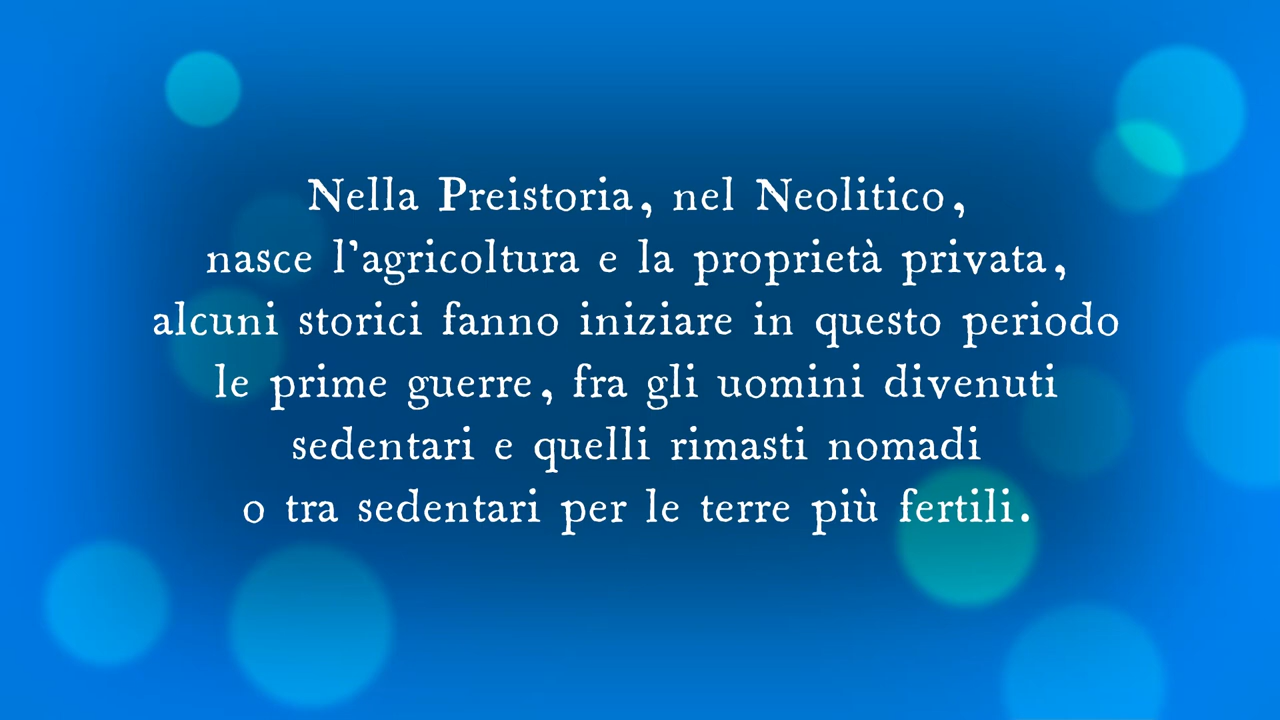 Nella Preistoria, nel Neolitico,
nasce l'agricoltura e la proprietà privata,
alcuni storici fanno iniziare in questo periodo
le prime guerre, fra gli uomini divenuti
sedentari e quelli rimasti nomadi
o tra sedentari per le terre più fertili.